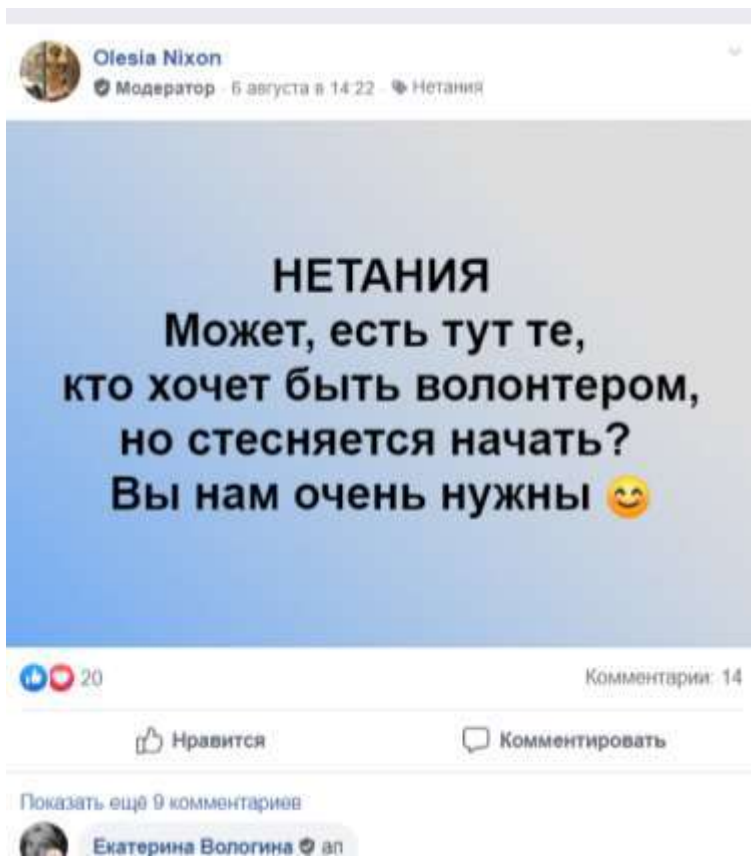 Olesia Nixon
Модератор · 6 августа в 14:22 · Нетания
НЕТАНИЯ
Может, есть тут те,
кто хочет быть волонтером,
но стесняется начать?
Вы нам очень нужны 😊
20 Комментарии: 14
Нравится Комментировать
Показать ещё 9 комментариев
Екатерина Вологина ап